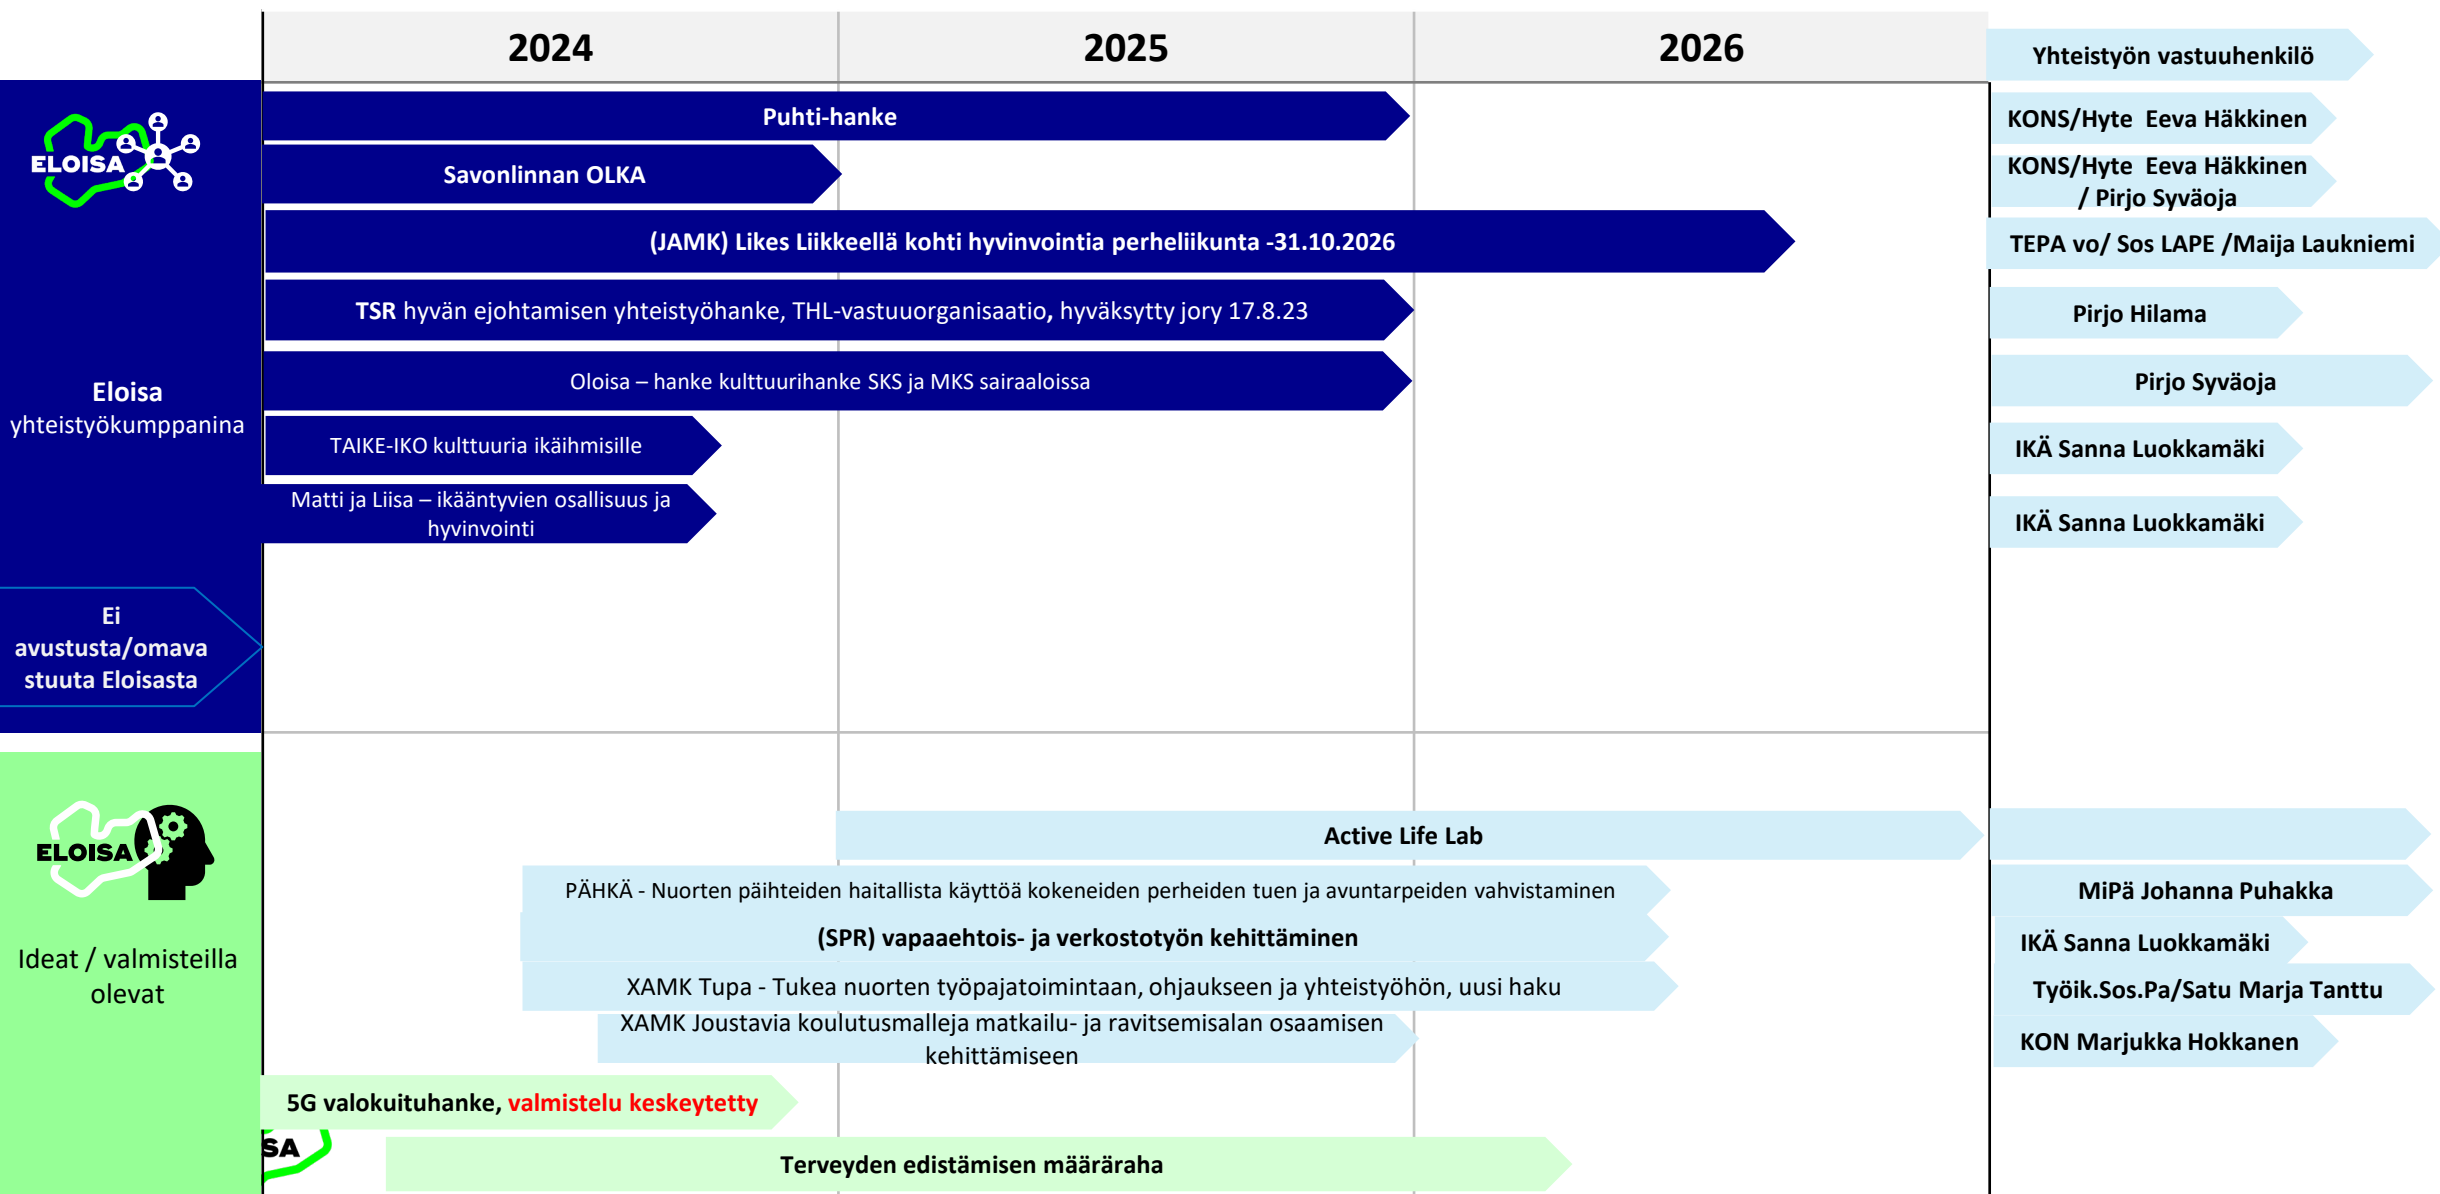 2024
2025
2026
Yhteistyön vastuuhenkilö
ELOISA
Eloisa
yhteistyökumppanina
Ei
avustusta/omava
stuuta Eloisasta
Puhti-hanke
KONS/Hyte Eeva Häkkinen
Savonlinnan OLKA
KONS/Hyte Eeva Häkkinen
/ Pirjo Syväoja
(JAMK) Likes Liikkeellä kohti hyvinvointia perheliikunta -31.10.2026
TEPA vo/ Sos LAPE /Maija Laukniemi
TSR hyvän ejohtamisen yhteistyöhanke, THL-vastuuorganisaatio, hyväksytty jory 17.8.23
Pirjo Hilama
Oloisa – hanke kulttuurihanke SKS ja MKS sairaaloissa
Pirjo Syväoja
TAIKE-IKO kulttuuria ikäihmisille
IKÄ Sanna Luokkamäki
Matti ja Liisa – ikääntyvien osallisuus ja
hyvinvointi
IKÄ Sanna Luokkamäki
ELOISA
Ideat / valmisteilla
olevat
Active Life Lab
PÄHKÄ - Nuorten päihteiden haitallista käyttöä kokeneiden perheiden tuen ja avuntarpeiden vahvistaminen
MiPä Johanna Puhakka
(SPR) vapaaehtois- ja verkostotyön kehittäminen
IKÄ Sanna Luokkamäki
XAMK Tupa - Tukea nuorten työpajatoimintaan, ohjaukseen ja yhteistyöhön, uusi haku
Työik.Sos.Pa/Satu Marja Tanttu
XAMK Joustavia koulutusmalleja matkailu- ja ravitsemisalan osaamisen
kehittämiseen
KON Marjukka Hokkanen
5G valokuituhanke, valmistelu keskeytetty
SA
Terveyden edistämisen määräraha